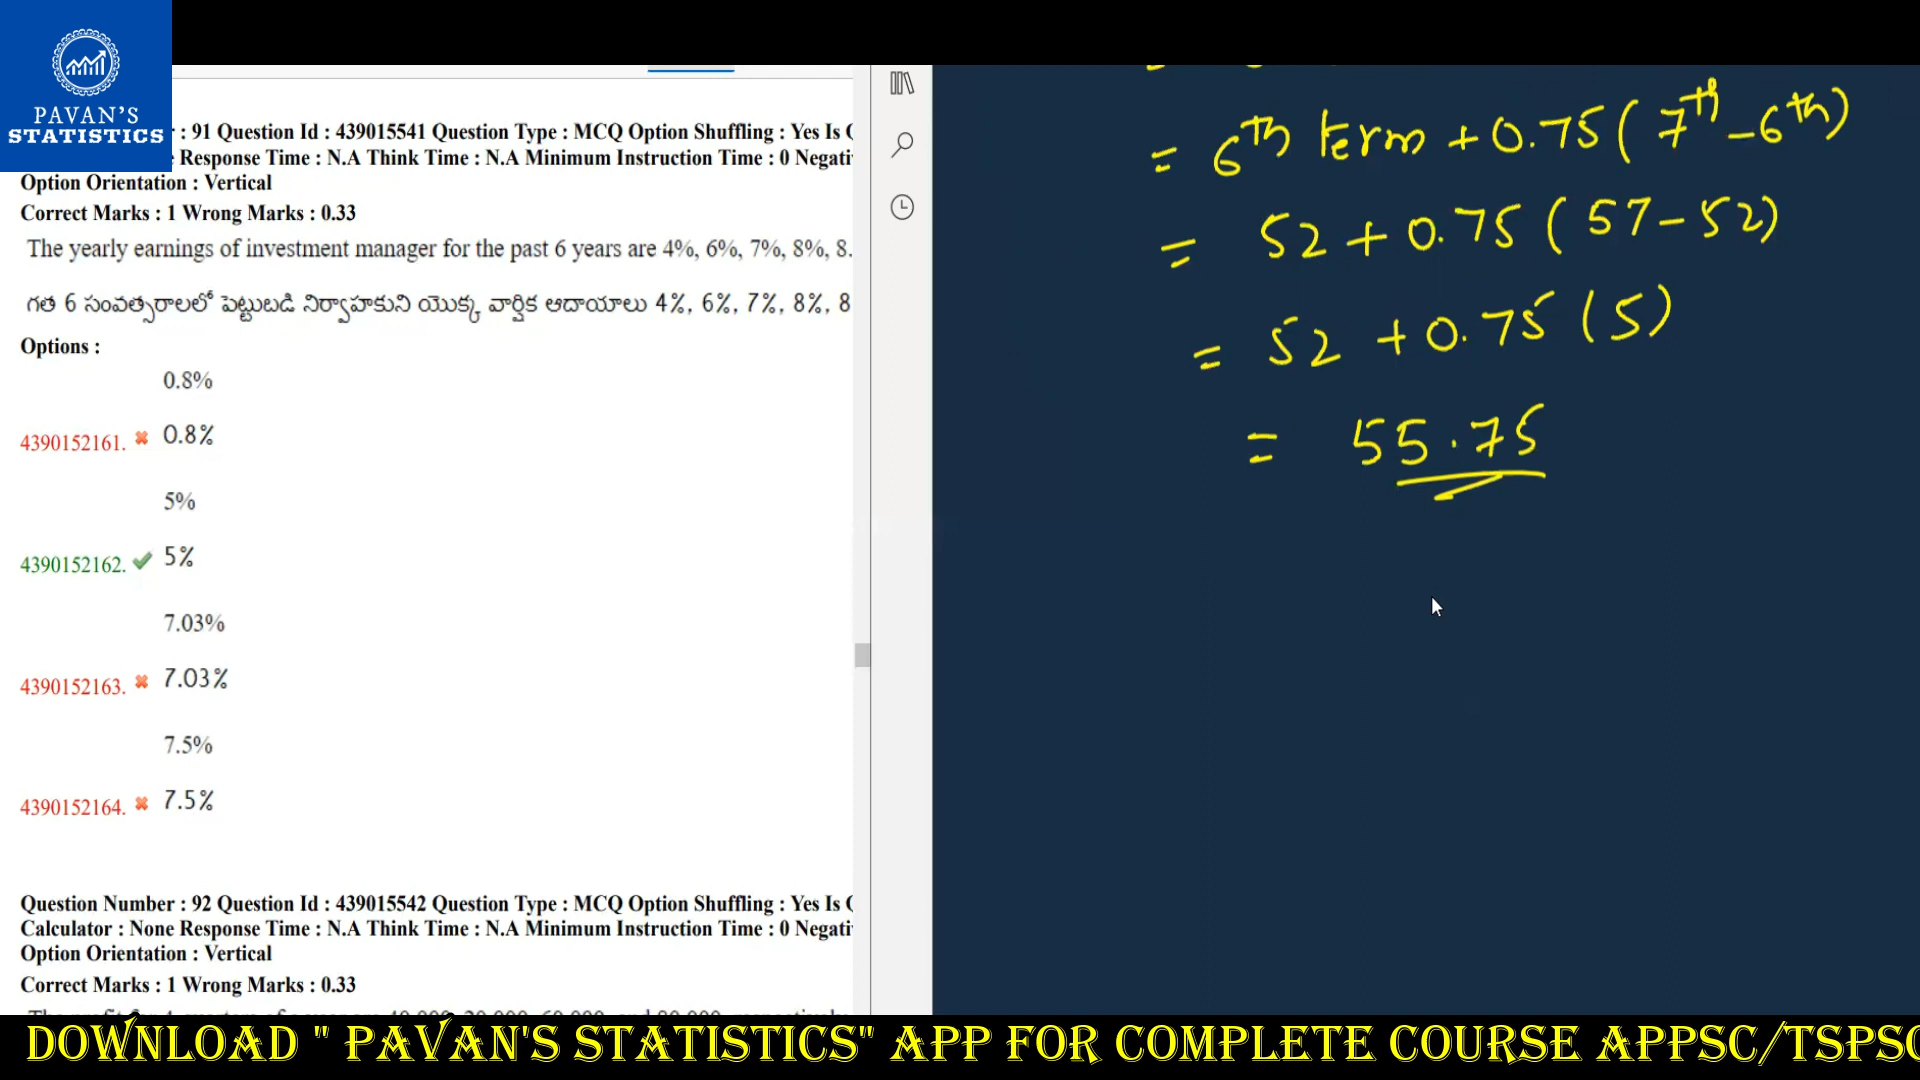 PAVAN'S
STATISTICS
: 91 Question Id : 439015541 Question Type : MCQ Option Shuffling : Yes Is
Response Time : N.A Think Time : N.A Minimum Instruction Time : 0
Option Orientation : Vertical
Correct Marks : 1 Wrong Marks : 0.33
The yearly earnings of investment manager for the past 6 years are 4%, 6%, 7%, 8%, 8.
గత 6 సంవత్సరాలలో పెట్టుబడి నిర్వాహకుని యొక్క వార్షిక ఆదాయాలు 4%, 6%, 7%, 8%, 8
Options :
0.8%
4390152161. ✖ 0.8%
5%
4390152162. ✔ 5%
7.03%
4390152163. ✖ 7.03%
7.5%
4390152164. ✖ 7.5%
Question Number : 92 Question Id : 439015542 Question Type : MCQ Option Shuffling : Yes Is
Calculator : None Response Time : N.A Think Time : N.A Minimum Instruction Time : 0
Option Orientation : Vertical
Correct Marks : 1 Wrong Marks : 0.33
= 6th term + 0.75 ( 7th - 6th )
= 52 + 0.75 ( 57 - 52 )
= 52 + 0.75 ( 5 )
= 55.75
DOWNLOAD " PAVAN'S STATISTICS" APP FOR COMPLETE COURSE APPSC/TSPSC